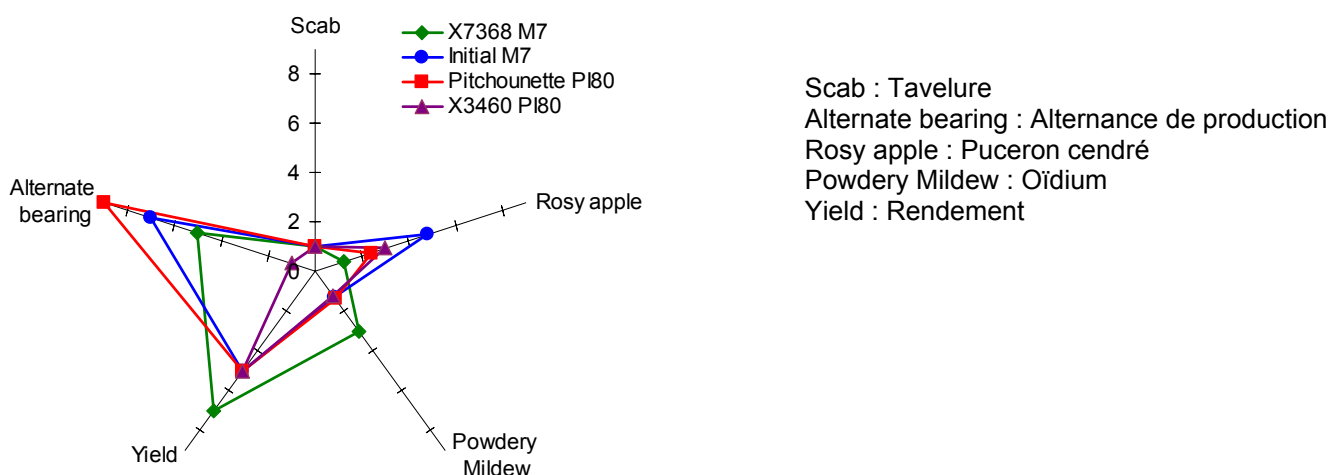 Scab
X7368 M7
Initial M7
Pitchounette PI80
X3460 PI80
8
6
4
2
0
Alternate
bearing
Rosy apple
Yield
Powdery
Mildew
Scab : Tavelure
Alternate bearing : Alternance de production
Rosy apple : Puceron cendré
Powdery Mildew : Oïdium
Yield : Rendement